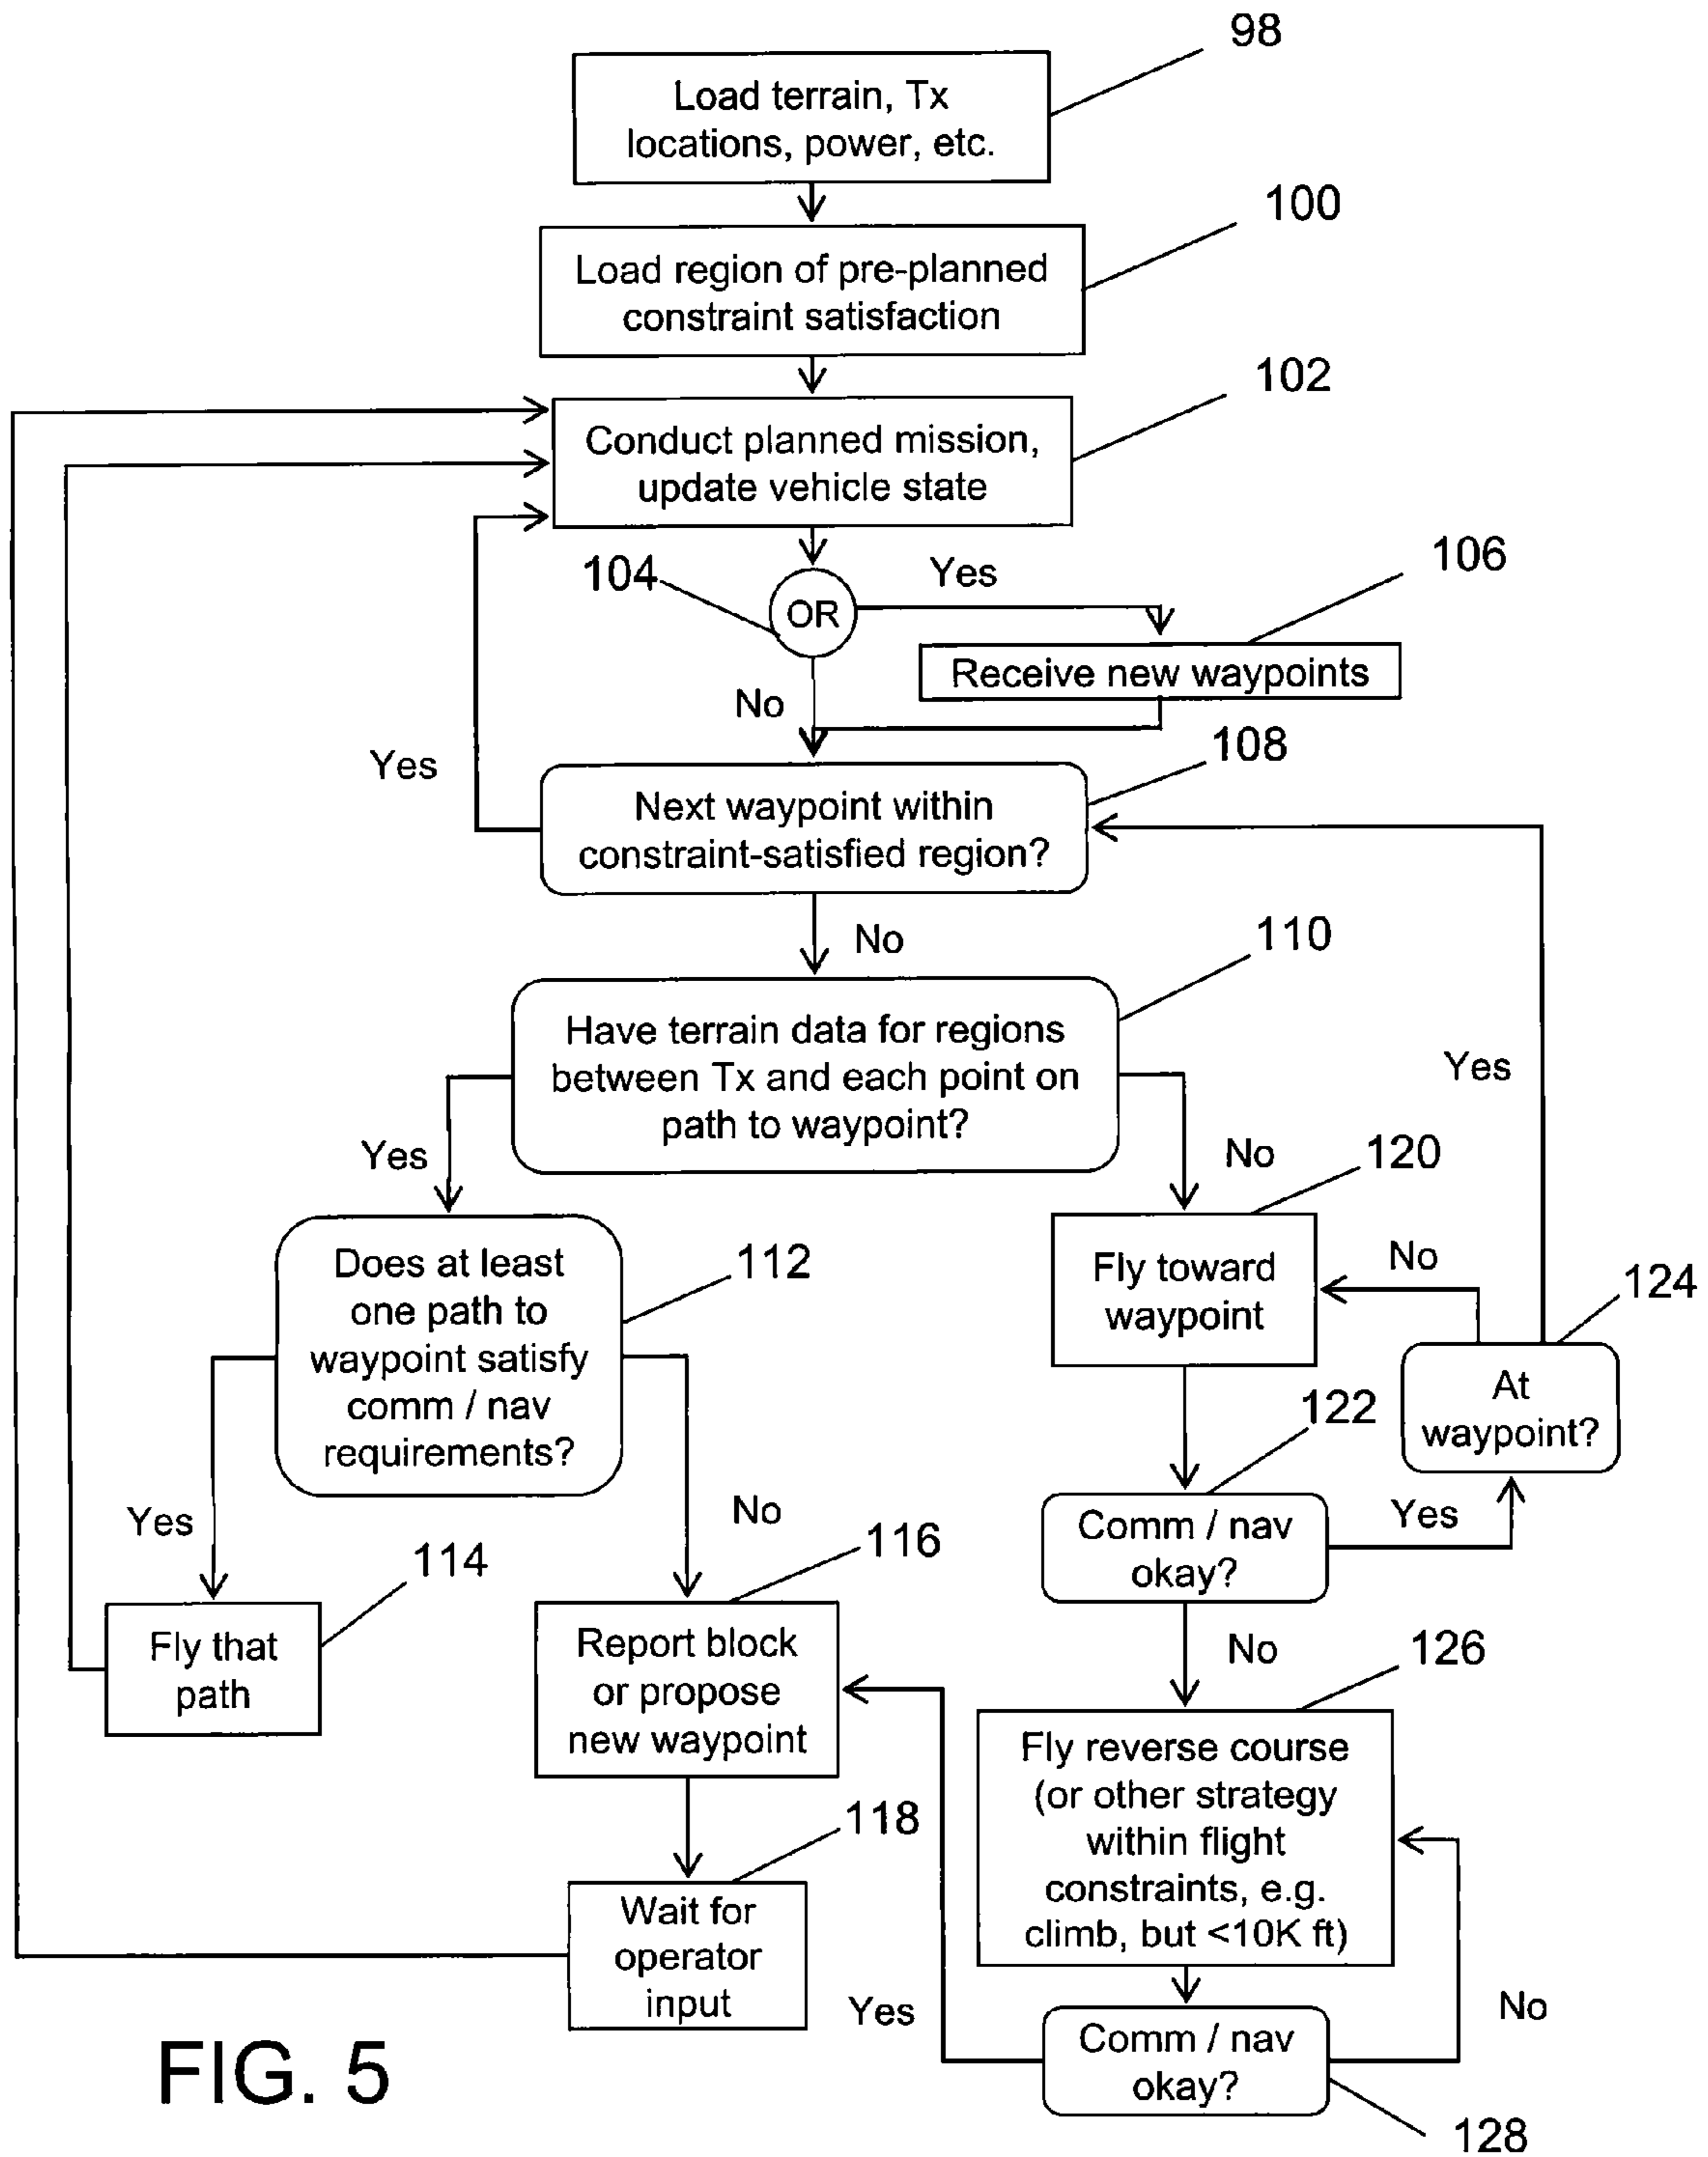 98
Load terrain, Tx
locations, power, etc.
100
Load region of pre-planned
constraint satisfaction
102
Conduct planned mission,
update vehicle state
104
OR
Yes
106
Receive new waypoints
No
108
Yes
Next waypoint within
constraint-satisfied region?
No
110
Have terrain data for regions
between Tx and each point on
path to waypoint?
Yes
Yes
No
120
112
Does at least
one path to
waypoint satisfy
comm / nav
requirements?
Fly toward
waypoint
No
124
At
waypoint?
122
Yes
No
Comm / nav
okay?
Yes
114
Fly that
path
116
Report block
or propose
new waypoint
No
126
Fly reverse course
(or other strategy
within flight
constraints, e.g.
climb, but <10K ft)
118
Wait for
operator
input
Yes
No
Comm / nav
okay?
128
FIG. 5